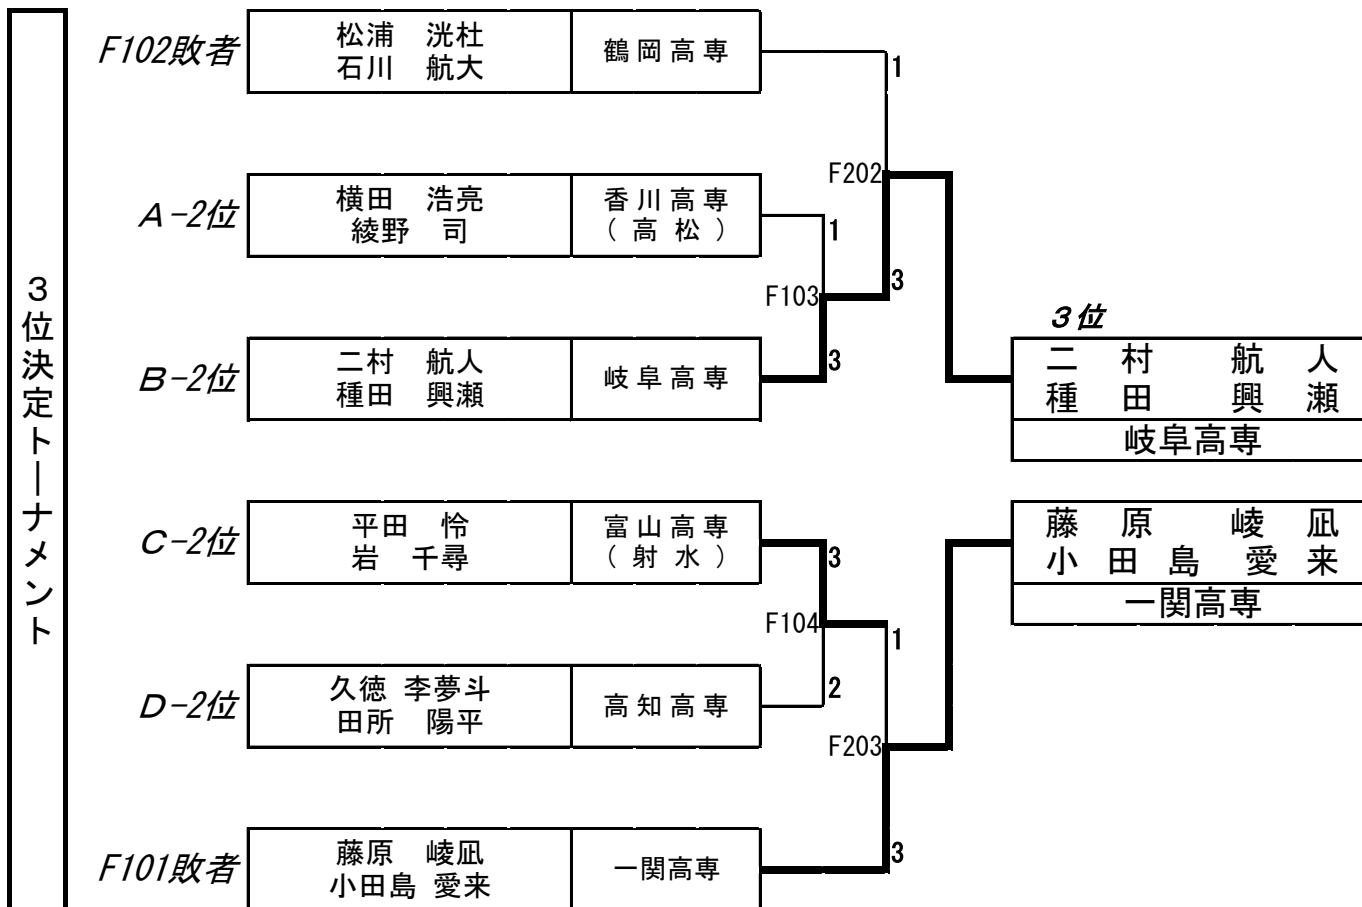 3位決定トーナメント
F102敗者
松浦 洸杜
石川 航大
鶴岡高専
1
F202
A-2位
横田 浩亮
綾野 司
香川高専
(高松)
1
F103
3
3位
B-2位
二村 航人
種田 興瀬
岐阜高専
3
二村 航人
種田 興瀬
岐阜高専
C-2位
平田 怜
岩 千尋
富山高専
(射水)
3
藤原 崚凪
小田島 愛来
一関高専
F104
1
D-2位
久徳 李夢斗
田所 陽平
高知高専
2
F203
F101敗者
藤原 崚凪
小田島 愛来
一関高専
3